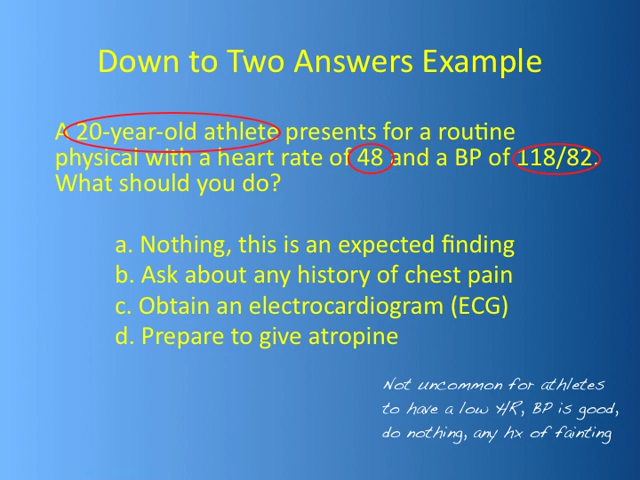 Down to Two Answers Example
A 20-year-old athlete presents for a routine
physical with a heart rate of 48 and a BP of 118/82.
What should you do?
a. Nothing, this is an expected finding
b. Ask about any history of chest pain
c. Obtain an electrocardiogram (ECG)
d. Prepare to give atropine
Not uncommon for athletes
to have a low HR, BP is good,
do nothing, any hx of fainting